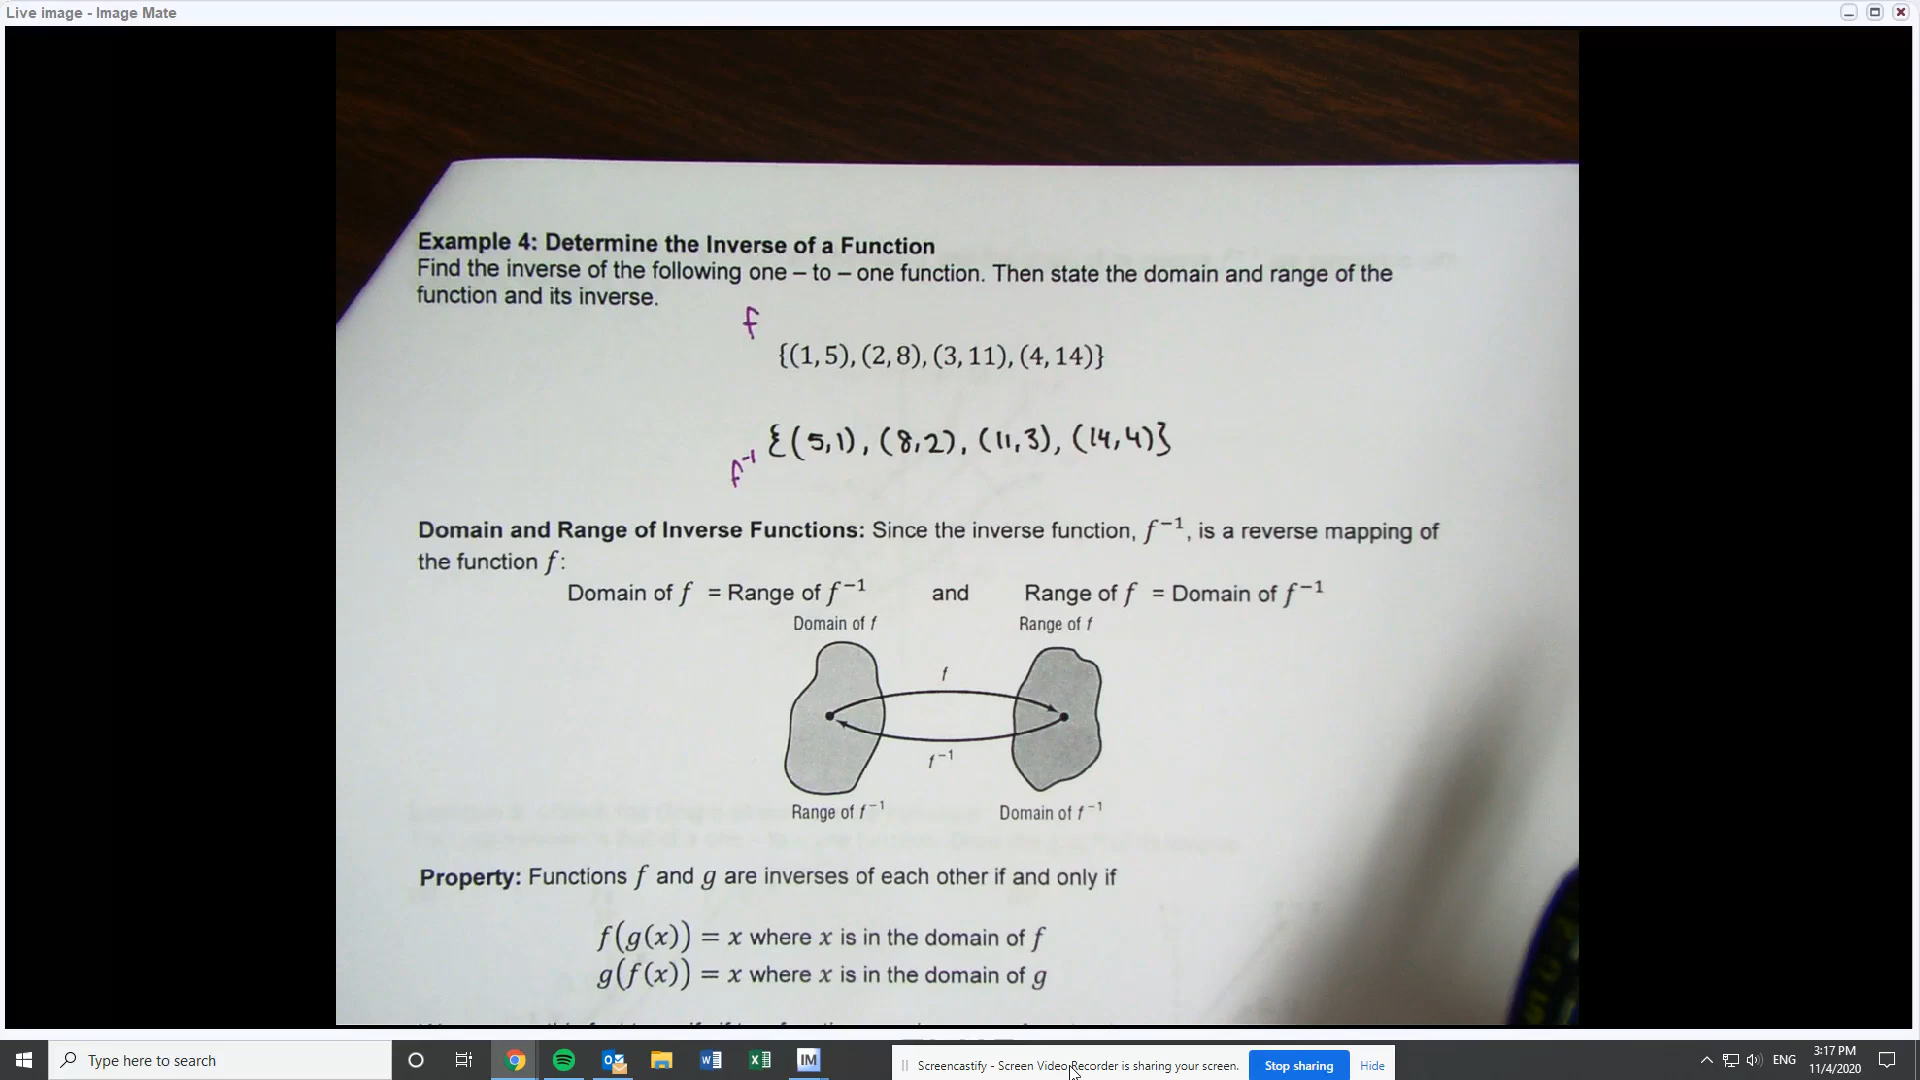 Live image - Image Mate
Example 4: Determine the Inverse of a Function
Find the inverse of the following one – to – one function. Then state the domain and range of the
function and its inverse.
f
{(1, 5), (2, 8), (3, 11), (4, 14)}
{(5,1), (8,2), (11,3), (14,4)}
f⁻¹
Domain and Range of Inverse Functions: Since the inverse function, f⁻¹, is a reverse mapping of
the function f:
Domain of f = Range of f⁻¹ and Range of f = Domain of f⁻¹
Domain of f Range of f
f
f⁻¹
Range of f⁻¹ Domain of f⁻¹
Property: Functions f and g are inverses of each other if and only if
f(g(x)) = x where x is in the domain of f
g(f(x)) = x where x is in the domain of g
Type here to search
IM
Screencastify - Screen Video Recorder is sharing your screen.
Stop sharing
Hide
ENG
3:17 PM
11/4/2020